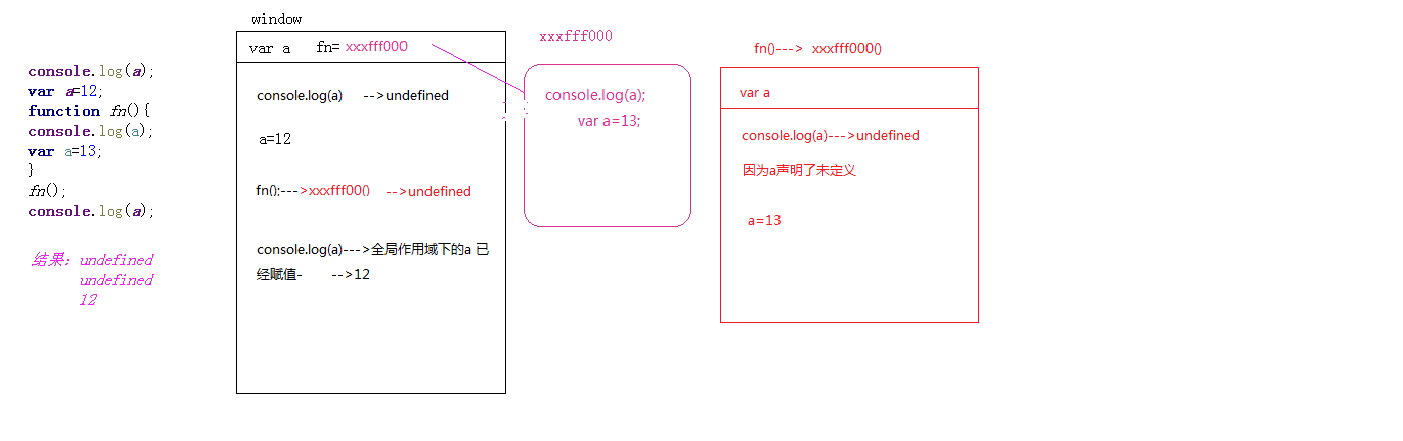 console.log(a);
var a=12;
function fn(){
console.log(a);
var a=13;
}
fn();
console.log(a);
结果：undefined
undefined
12
window
var a fn= xxxfff000
console.log(a) -->undefined
a=12
fn();--->xxxfff00() -->undefined
console.log(a)--->全局作用域下的a 已
经赋值- -->12
xxxfff000
console.log(a);
var a=13;
fn()---> xxxfff000()
var a
console.log(a)--->undefined
因为a声明了未定义
a=13